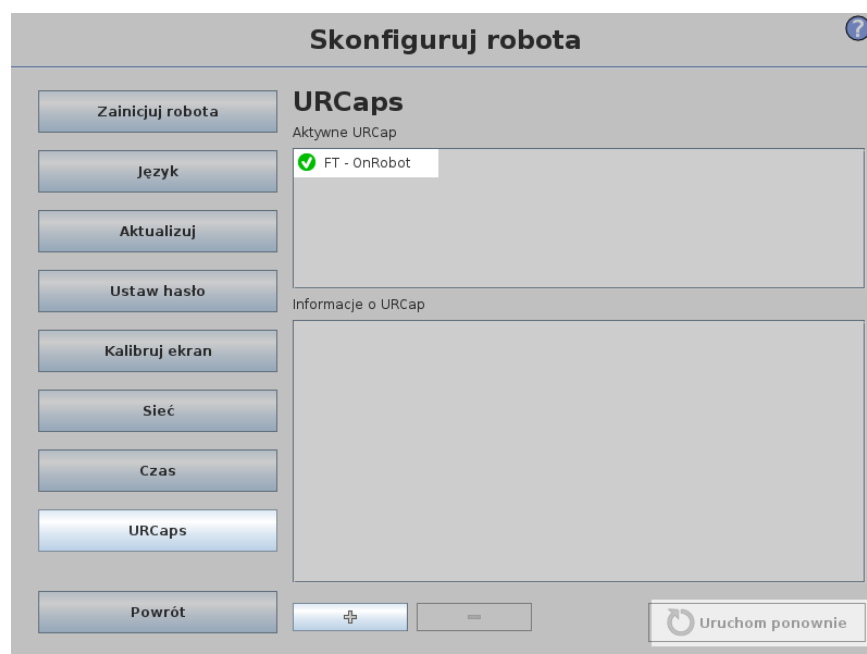 Skonfiguruj robota
?
Zainicjuj robota
Język
Aktualizuj
Ustaw hasło
Kalibruj ekran
Sieć
Czas
URCaps
Powrót
URCaps
Aktywne URCap
FT - OnRobot
Informacje o URCap
Uruchom ponownie